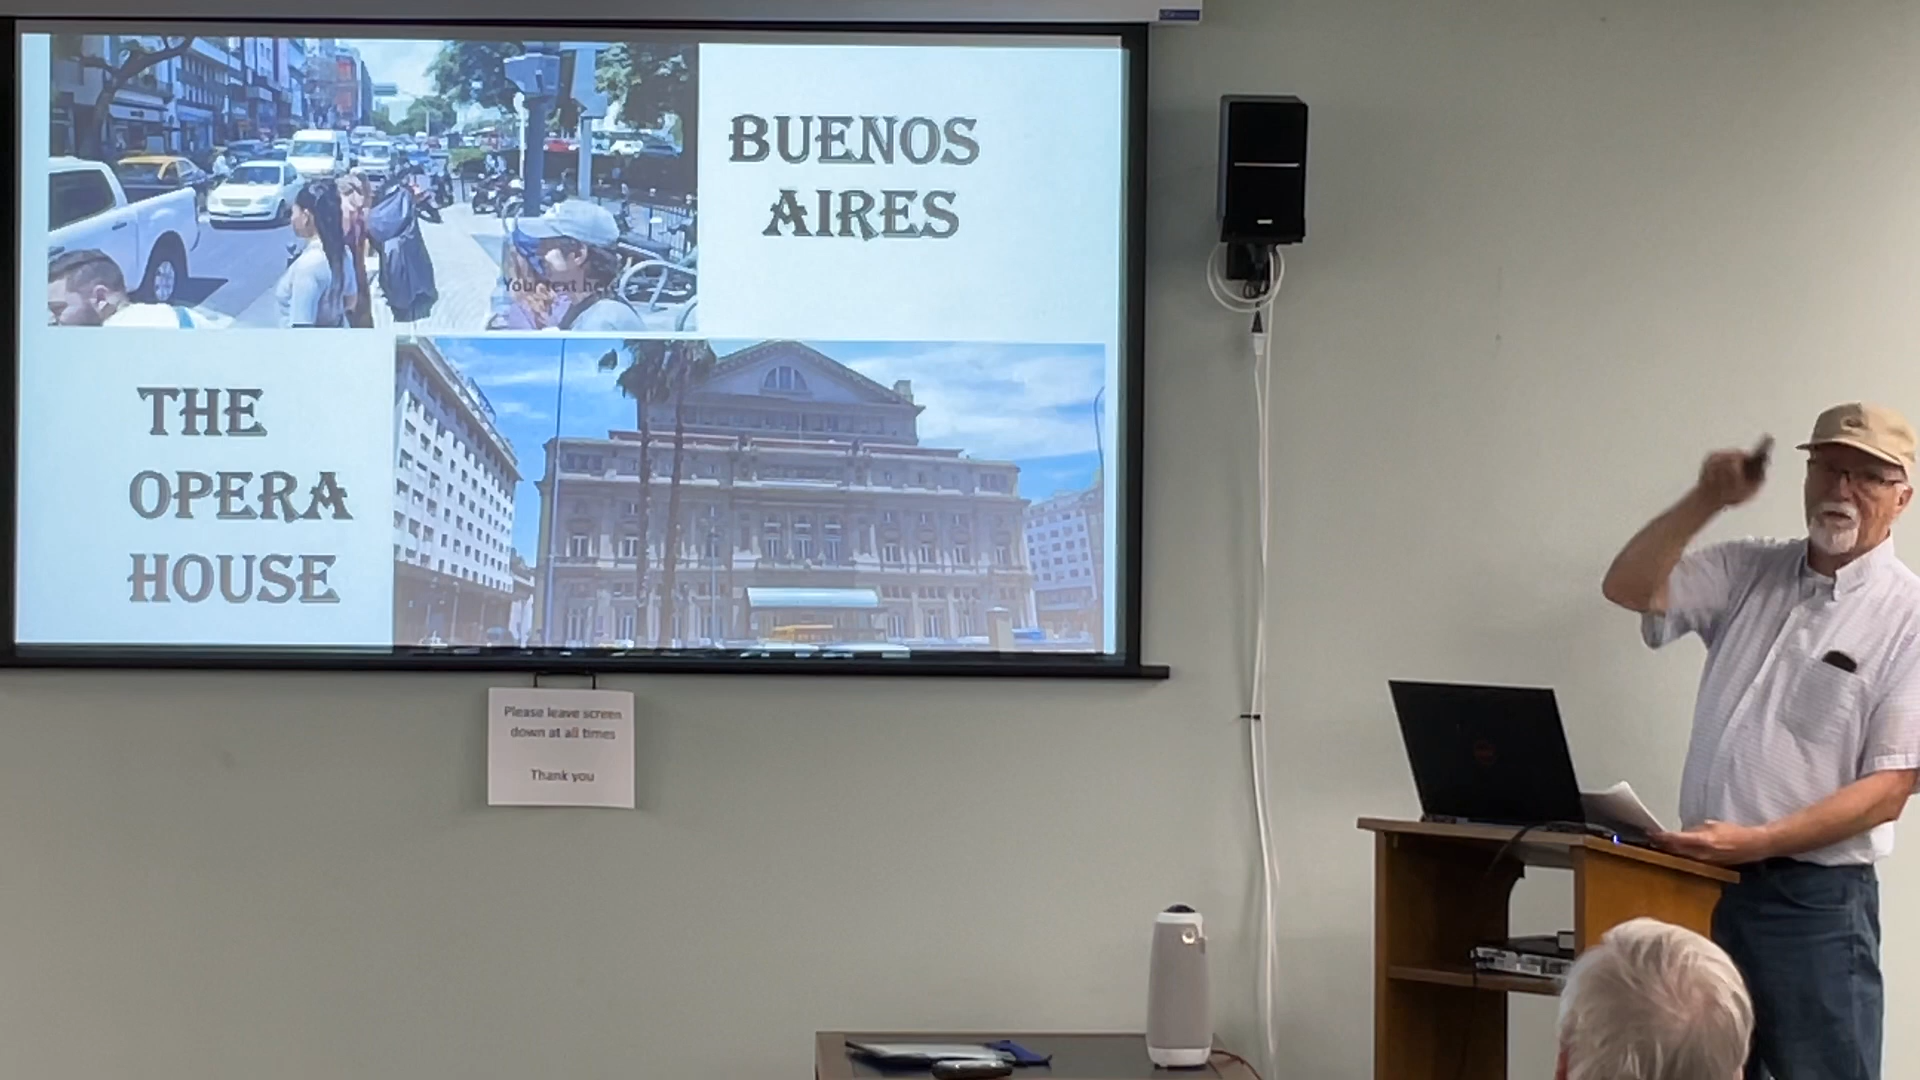 BUENOS
AIRES
Your text here
THE
OPERA
HOUSE
Please leave screen
down at all times
Thank you